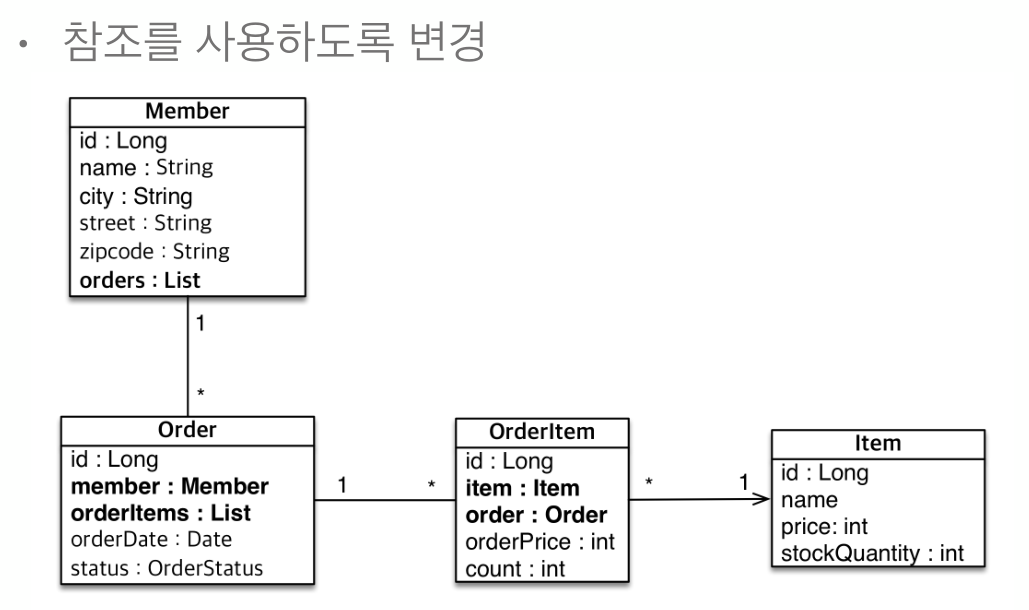 • 참조를 사용하도록 변경
Member
id : Long
name : String
city : String
street : String
zipcode : String
orders : List
1
*
Order
id : Long
member : Member
orderItems : List
orderDate : Date
status : OrderStatus
1
*
OrderItem
id : Long
item : Item
order : Order
orderPrice : int
count : int
*
1
Item
id : Long
name
price: int
stockQuantity : int